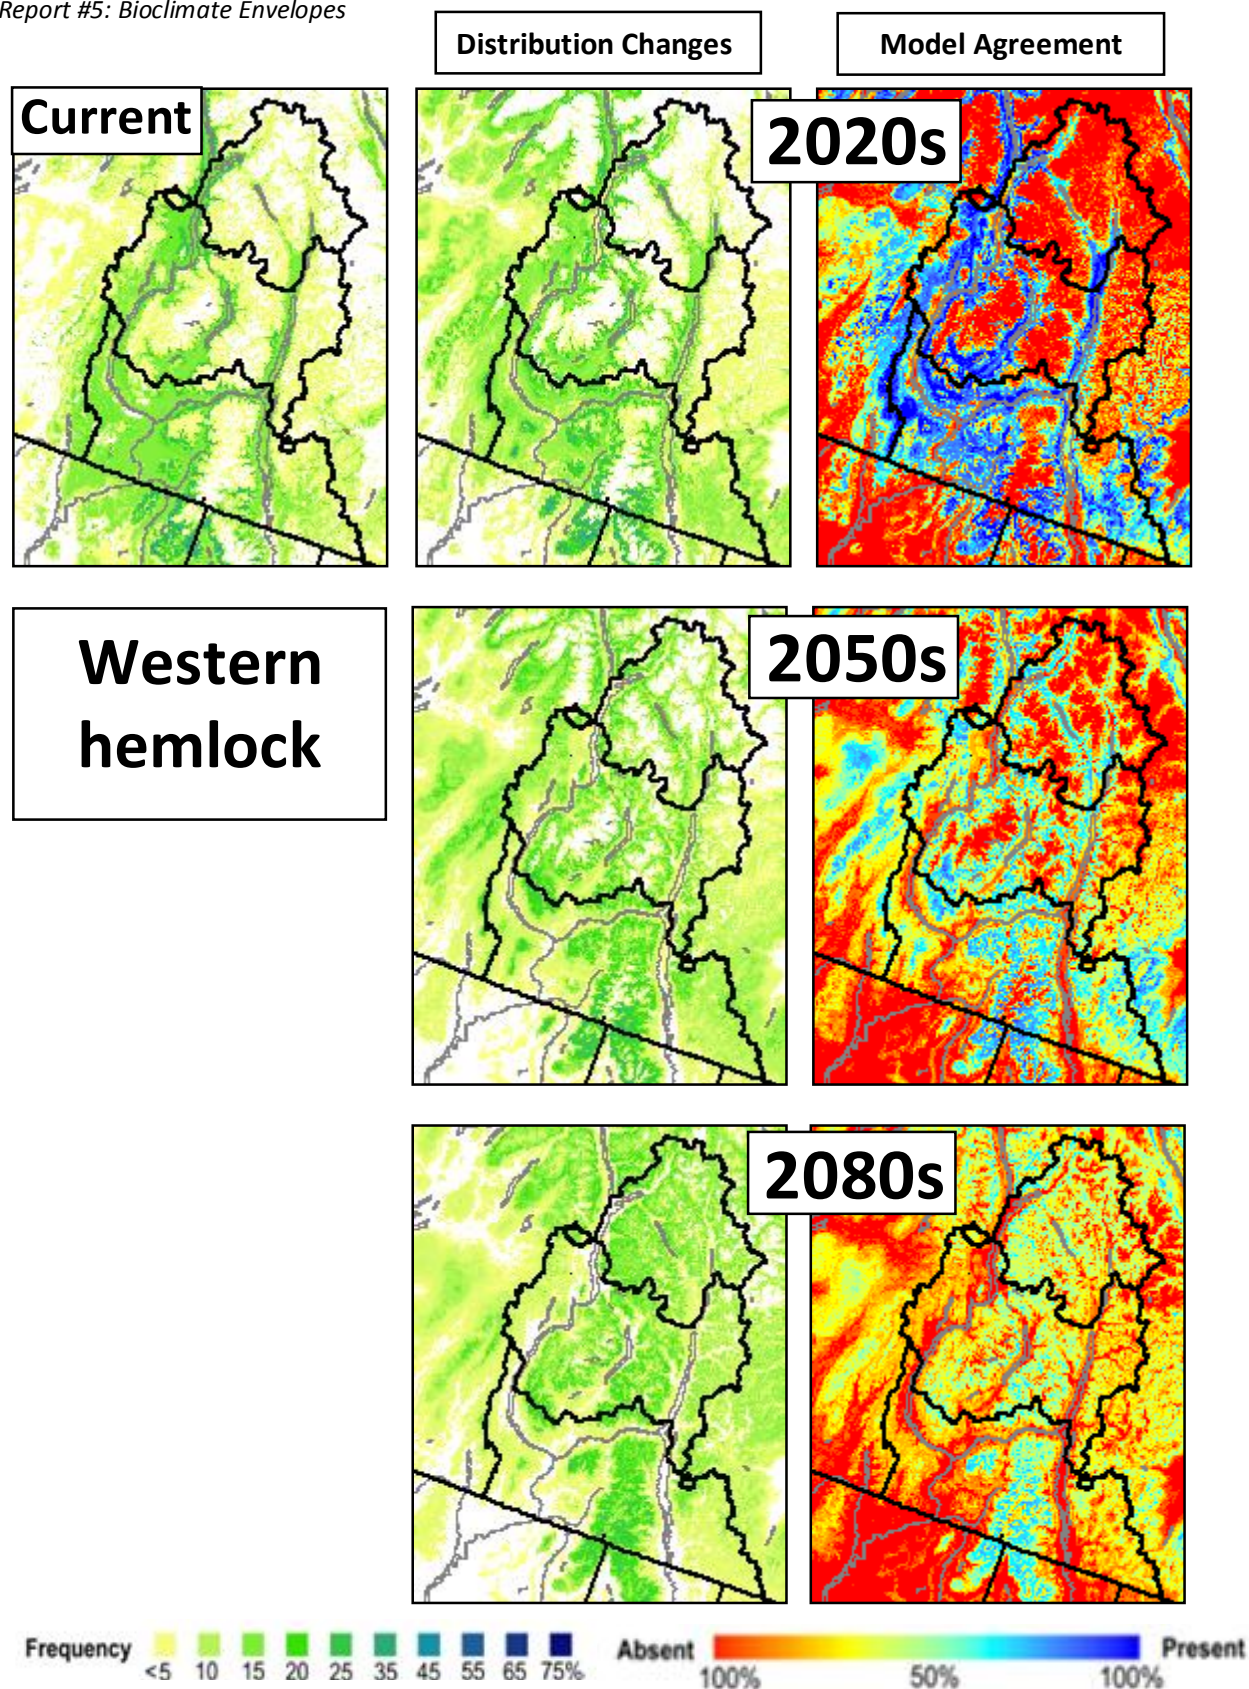 Report #5: Bioclimate Envelopes
Distribution Changes
Model Agreement
Current
2020s
Western
hemlock
2050s
2080s
Frequency
<5 10 15 20 25 35 45 55 65 75%
Absent
Present
100% 50% 100%